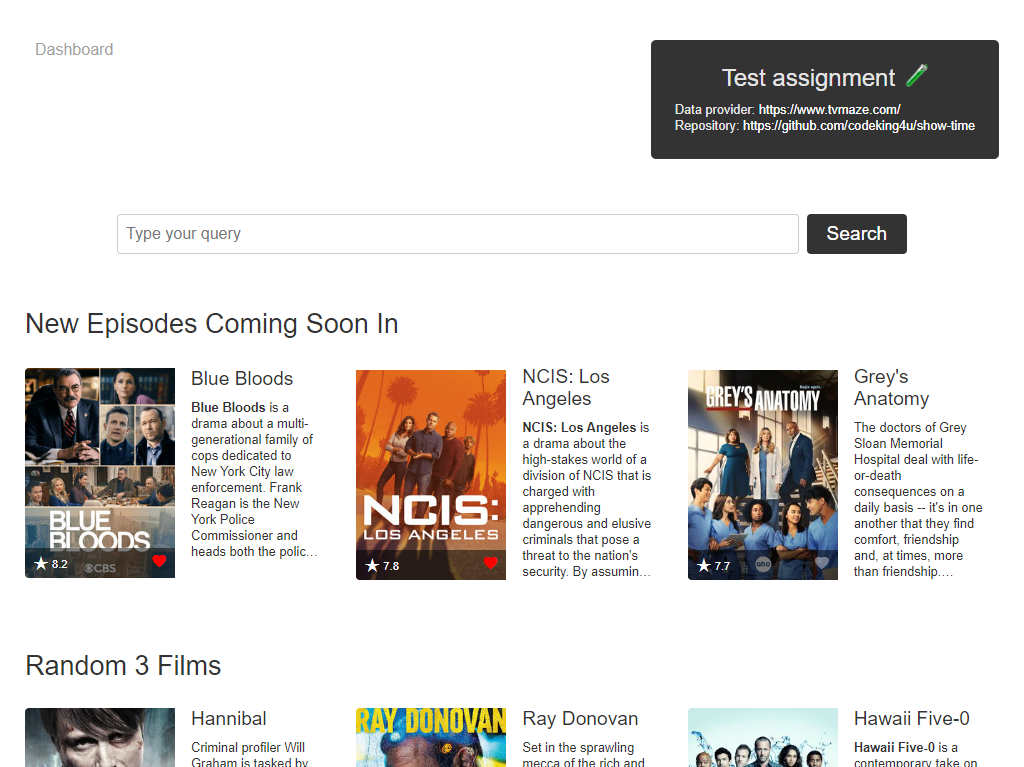 Dashboard
Test assignment
Data provider: https://www.tvmaze.com/
Repository: https://github.com/codeking4u/show-time
Type your query
Search
New Episodes Coming Soon In
BLUE
BLOODS
8.2
CBS
Blue Bloods
Blue Bloods is a
drama about a multi-
generational family of
cops dedicated to
New York City law
enforcement. Frank
Reagan is the New
York Police
Commissioner and
heads both the polic…
NCIS:
LOS ANGELES
7.8
NCIS: Los
Angeles
NCIS: Los Angeles is
a drama about the
high-stakes world of a
division of NCIS that is
charged with
apprehending
dangerous and elusive
criminals that pose a
threat to the nation's
security. By assumin…
Begin again.
GREY'S ANATOMY
7.7
abc
Grey's
Anatomy
The doctors of Grey
Sloan Memorial
Hospital deal with life-
or-death
consequences on a
daily basis -- it's in one
another that they find
comfort, friendship
and, at times, more
than friendship.…
Random 3 Films
Hannibal
Criminal profiler Will
Graham is tasked by
RAY DONOVAN
Ray Donovan
Set in the sprawling
mecca of the rich and
Hawaii Five-0
Hawaii Five-0 is a
contemporary take on